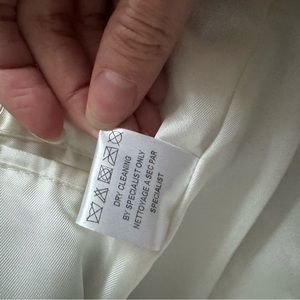 DRY CLEANING
BY SPECIALIST ONLY
NETTOYAGE A SEC PAR
SPECIALIST